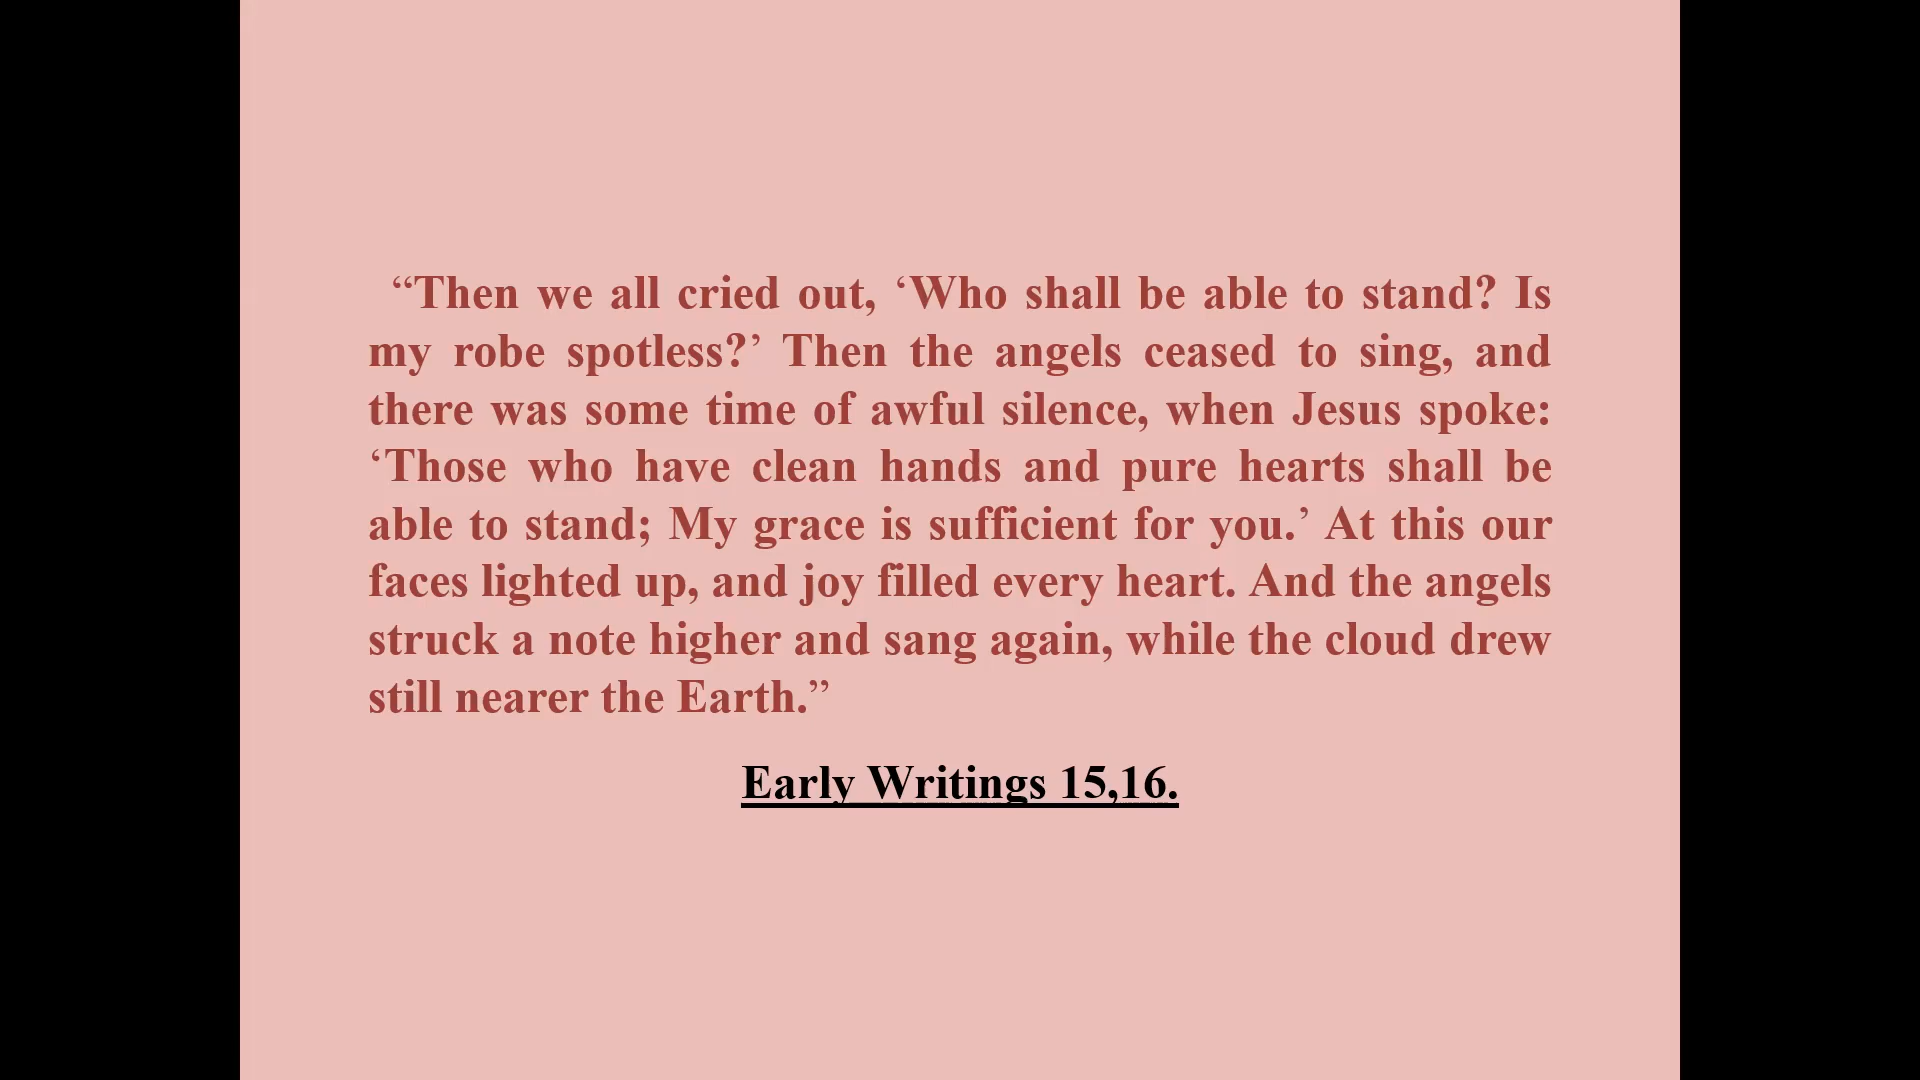 “Then we all cried out, ‘Who shall be able to stand? Is
my robe spotless?’ Then the angels ceased to sing, and
there was some time of awful silence, when Jesus spoke:
‘Those who have clean hands and pure hearts shall be
able to stand; My grace is sufficient for you.’ At this our
faces lighted up, and joy filled every heart. And the angels
struck a note higher and sang again, while the cloud drew
still nearer the Earth.”
Early Writings 15,16.